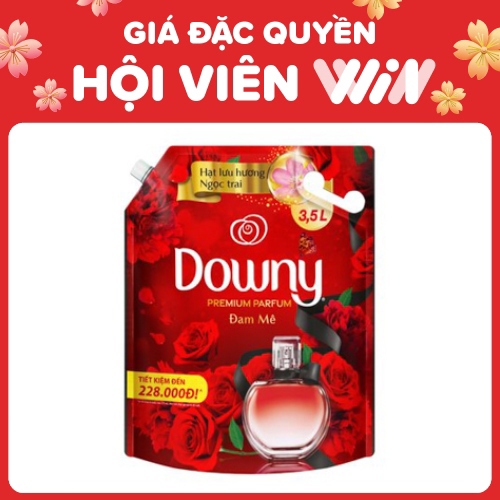 GIÁ ĐẶC QUYỀN
HỘI VIÊN WiN
Hạt lưu hương
Ngọc trai
3,5 L
Downy
PREMIUM PARFUM
Đam Mê
TIẾT KIỆM ĐẾN
228.000Đ!*